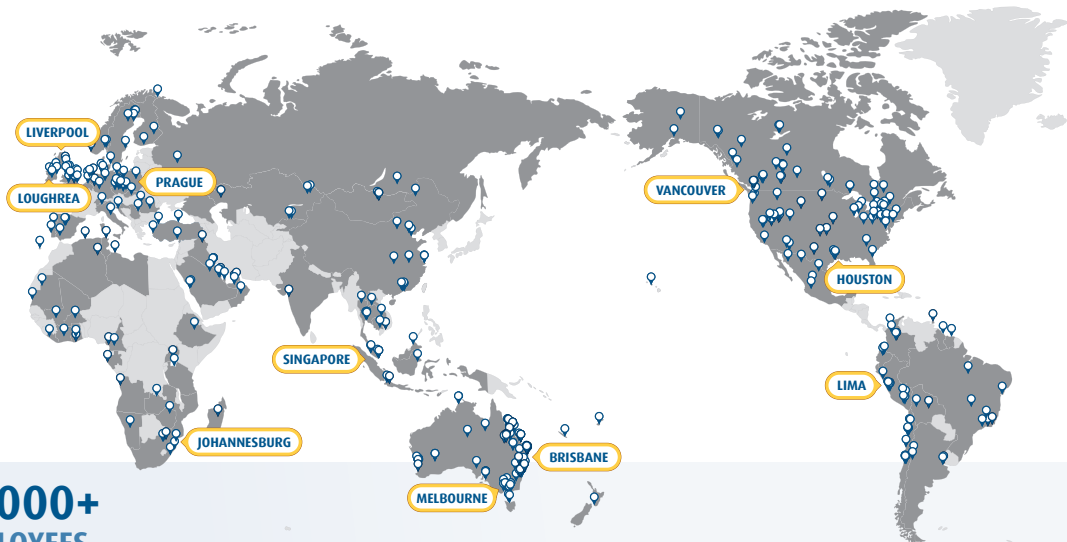 LIVERPOOL
PRAGUE
LOUGHREA
VANCOUVER
HOUSTON
SINGAPORE
LIMA
JOHANNESBURG
BRISBANE
MELBOURNE
000+